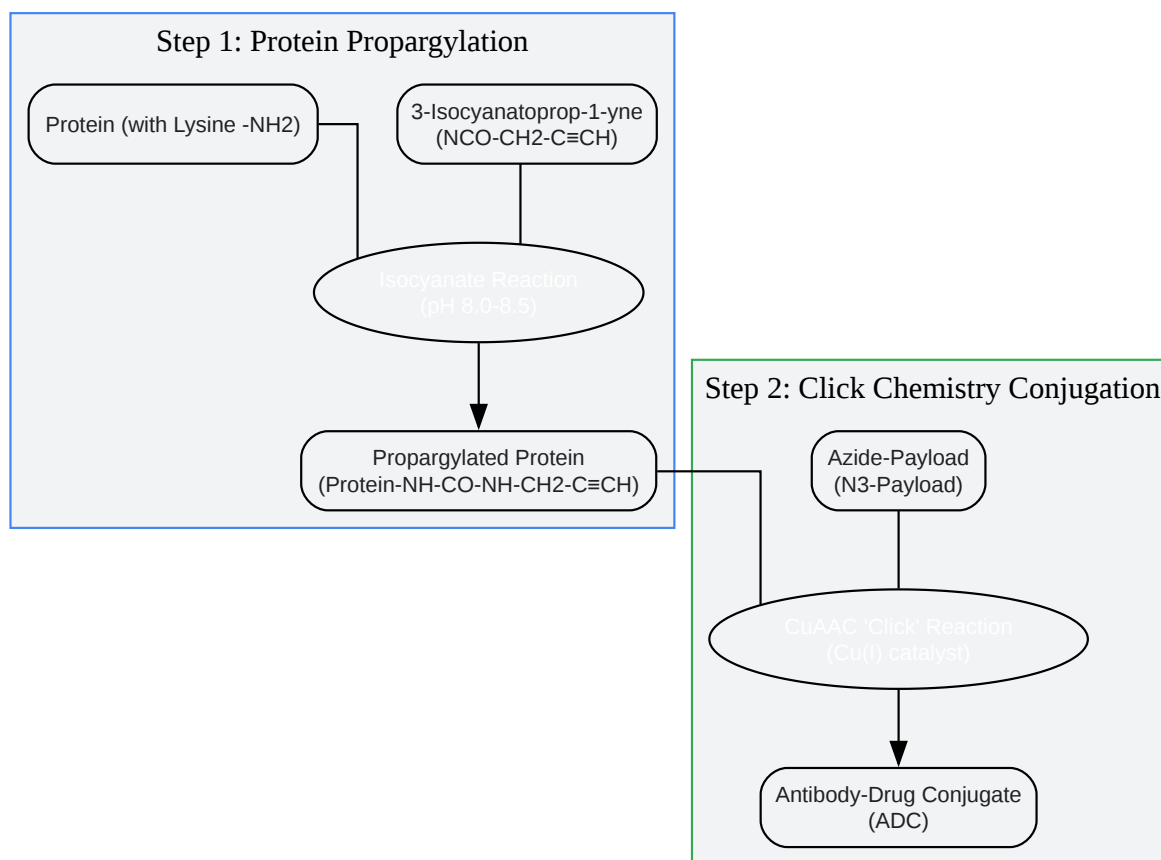 Step 1: Protein Propargylation
Protein (with Lysine -NH2)
3-Isocyanatoprop-1-yne
(NCO-CH2-C≡CH)
Isocyanate Reaction
(pH 8.0-8.5)
Propargylated Protein
(Protein-NH-CO-NH-CH2-C≡CH)
Step 2: Click Chemistry Conjugation
Azide-Payload
(N3-Payload)
CuAAC 'Click' Reaction
(Cu(I) catalyst)
Antibody-Drug Conjugate
(ADC)